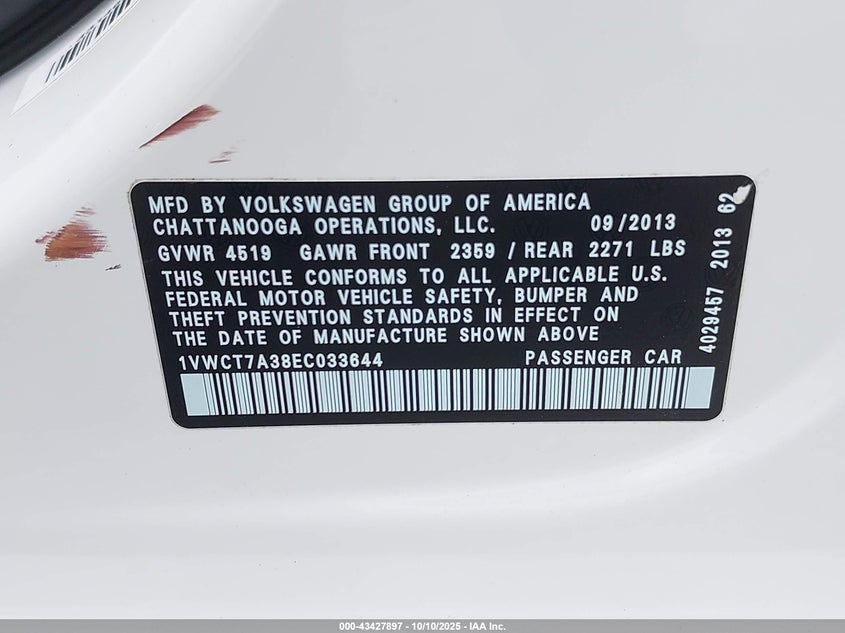 MFD BY VOLKSWAGEN GROUP OF AMERICA
CHATTANOOGA OPERATIONS, LLC. 09/2013
GVWR 4519 GAWR FRONT 2359 / REAR 2271 LBS
THIS VEHICLE CONFORMS TO ALL APPLICABLE U.S.
FEDERAL MOTOR VEHICLE SAFETY, BUMPER AND
THEFT PREVENTION STANDARDS IN EFFECT ON
THE DATE OF MANUFACTURE SHOWN ABOVE
1VWCT7A38EC033644 PASSENGER CAR
4029457 2013 62
000-43427897 - 10/10/2025 - IAA Inc.